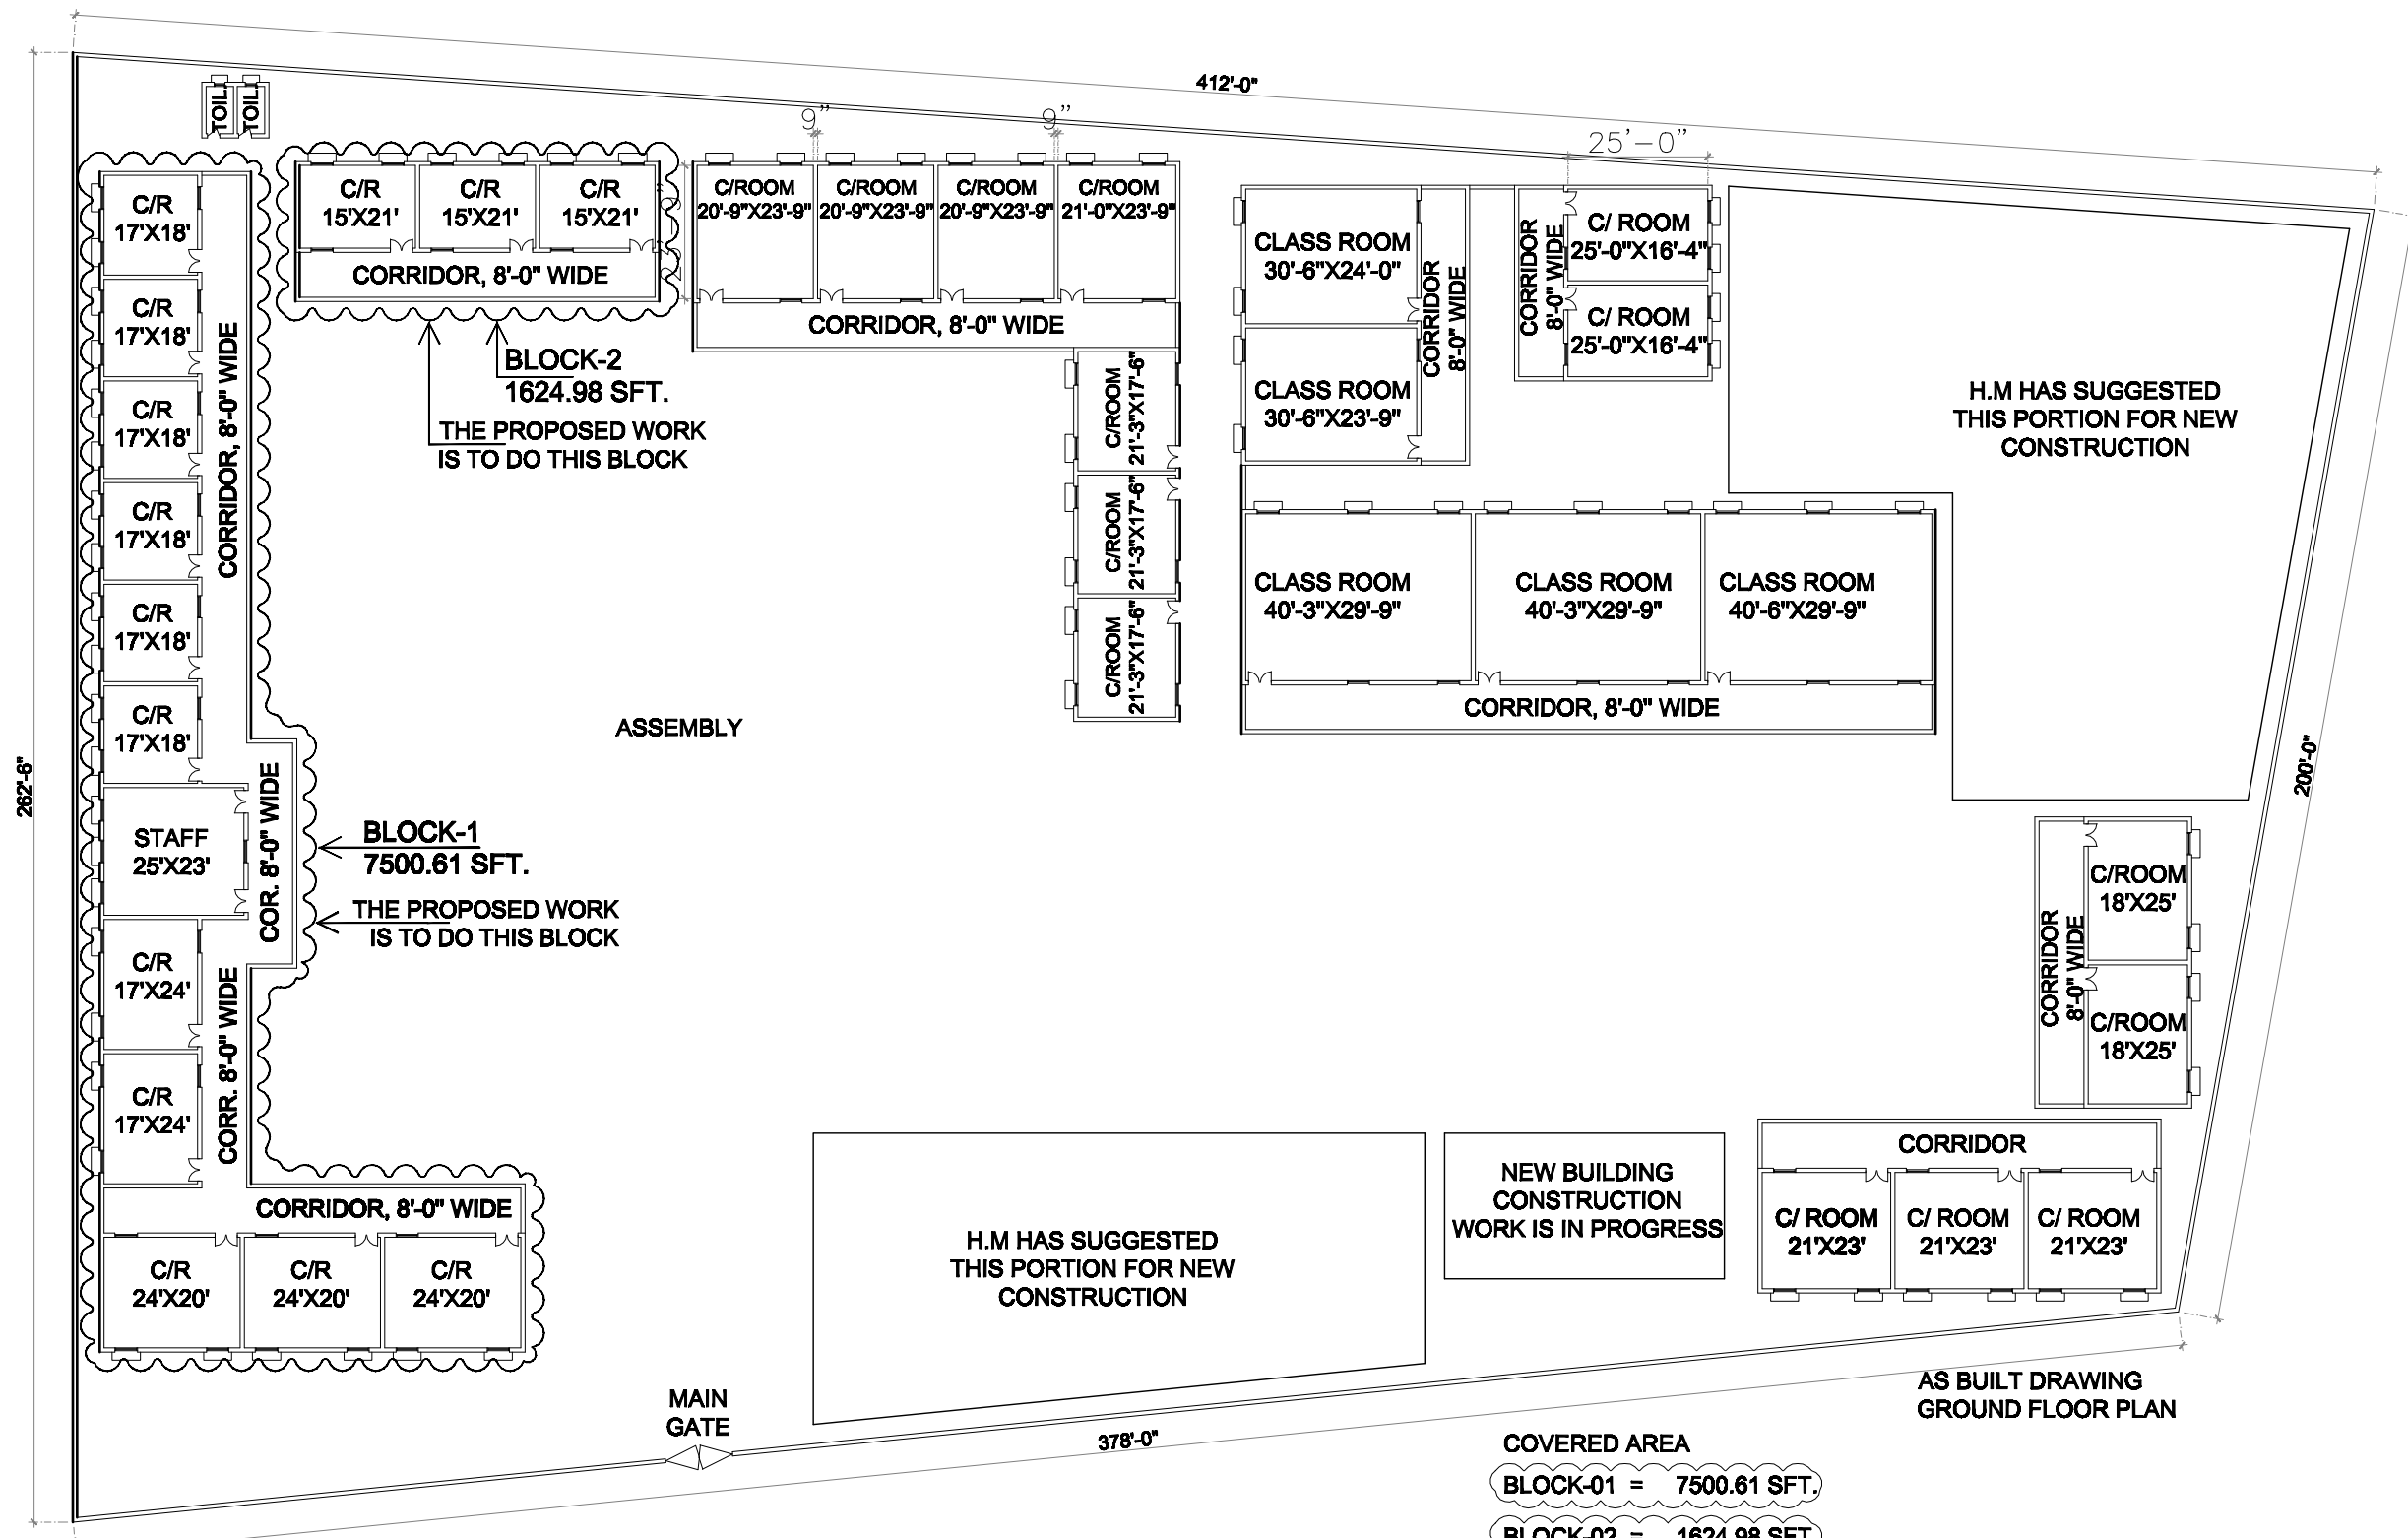 412'-0"
TOIL.
TOIL.
9"
9"
25'-0"
C/R
17'X18'
C/R
17'X18'
C/R
17'X18'
C/R
17'X18'
C/R
17'X18'
C/R
17'X18'
CORRIDOR, 8'-0" WIDE
C/R
15'X21'
C/R
15'X21'
C/R
15'X21'
CORRIDOR, 8'-0" WIDE
BLOCK-2
1624.98 SFT.
THE PROPOSED WORK
IS TO DO THIS BLOCK
C/ROOM
20'-9"X23'-9"
C/ROOM
20'-9"X23'-9"
C/ROOM
20'-9"X23'-9"
C/ROOM
21'-0"X23'-9"
CORRIDOR, 8'-0" WIDE
C/ROOM
21'-3"X17'-6"
C/ROOM
21'-3"X17'-6"
C/ROOM
21'-3"X17'-6"
CLASS ROOM
30'-6"X24'-0"
CLASS ROOM
30'-6"X23'-9"
CORRIDOR
8'-0" WIDE
CORRIDOR
8'-0" WIDE
C/ ROOM
25'-0"X16'-4"
C/ ROOM
25'-0"X16'-4"
H.M HAS SUGGESTED
THIS PORTION FOR NEW
CONSTRUCTION
CLASS ROOM
40'-3"X29'-9"
CLASS ROOM
40'-3"X29'-9"
CLASS ROOM
40'-6"X29'-9"
CORRIDOR, 8'-0" WIDE
ASSEMBLY
262'-6"
200'-0"
STAFF
25'X23'
COR. 8'-0" WIDE
BLOCK-1
7500.61 SFT.
THE PROPOSED WORK
IS TO DO THIS BLOCK
C/R
17'X24'
C/R
17'X24'
CORR. 8'-0" WIDE
CORRIDOR, 8'-0" WIDE
C/R
24'X20'
C/R
24'X20'
C/R
24'X20'
C/ROOM
18'X25'
C/ROOM
18'X25'
CORRIDOR
8'-0" WIDE
H.M HAS SUGGESTED
THIS PORTION FOR NEW
CONSTRUCTION
NEW BUILDING
CONSTRUCTION
WORK IS IN PROGRESS
CORRIDOR
C/ ROOM
21'X23'
C/ ROOM
21'X23'
C/ ROOM
21'X23'
MAIN
GATE
378'-0"
AS BUILT DRAWING
GROUND FLOOR PLAN
COVERED AREA
BLOCK-01 = 7500.61 SFT.
BLOCK-02 = 1624.98 SFT.